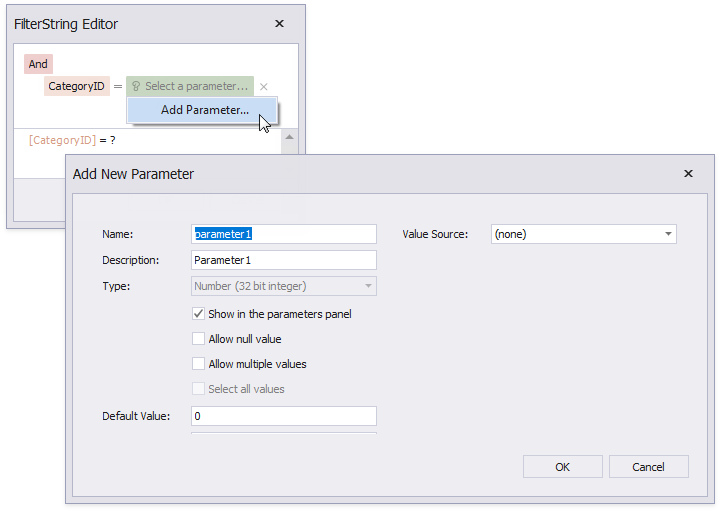 FilterString Editor
And
CategoryID = Select a parameter...
Add Parameter...
[CategoryID] = ?
Add New Parameter
Name: parameter1 Value Source: (none)
Description: Parameter1
Type: Number (32 bit integer)
Show in the parameters panel
Allow null value
Allow multiple values
Select all values
Default Value: 0
OK Cancel